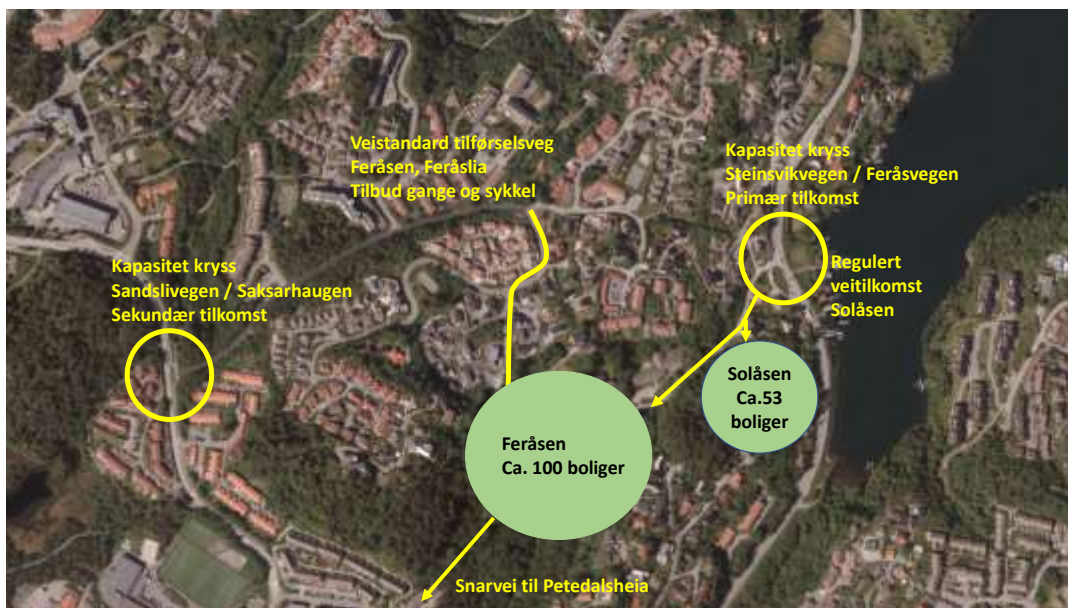 Veistandard tilførselsveg
Feråsen, Feråslia
Tilbud gange og sykkel
Kapasitet kryss
Steinsvikvegen / Feråsvegen
Primær tilkomst
Kapasitet kryss
Sandslivegen / Saksarhaugen
Sekundær tilkomst
Regulert
veitilkomst
Solåsen
Solåsen
Ca.53
boliger
Feråsen
Ca. 100 boliger
Snarvei til Petedalsheia